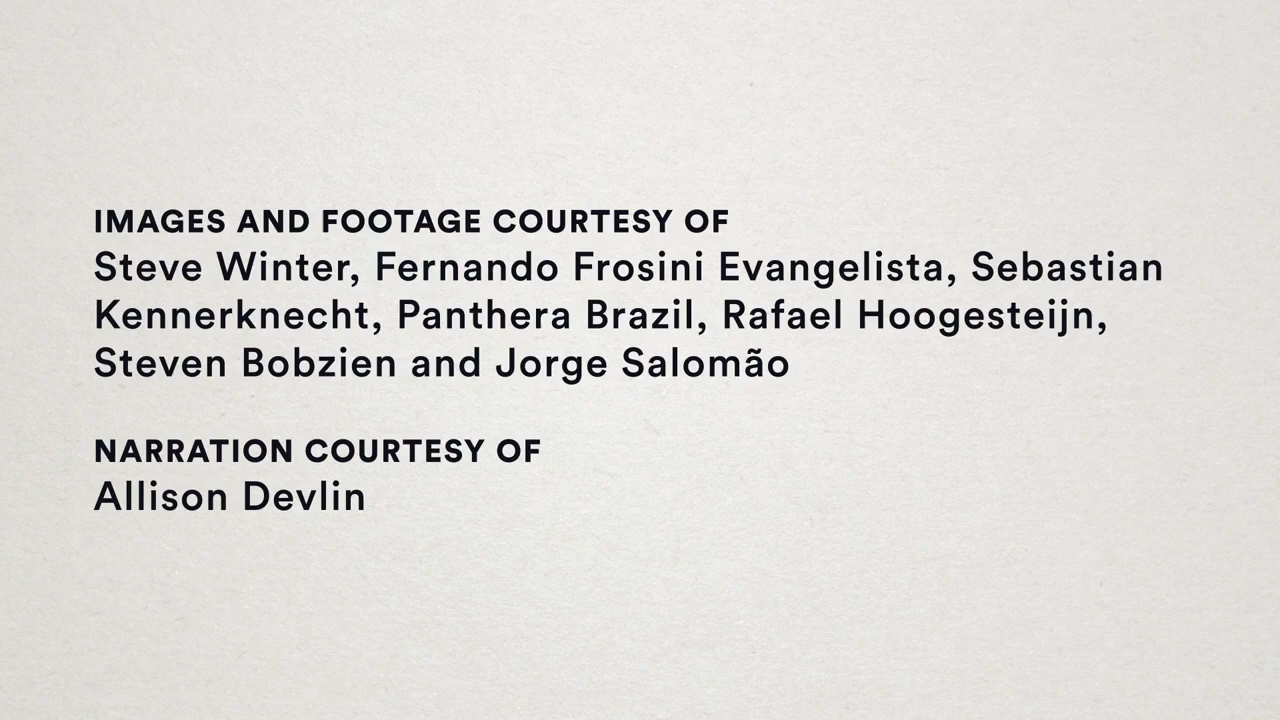 IMAGES AND FOOTAGE COURTESY OF
Steve Winter, Fernando Frosini Evangelista, Sebastian
Kennerknecht, Panthera Brazil, Rafael Hoogesteijn,
Steven Bobzien and Jorge Salomão
NARRATION COURTESY OF
Allison Devlin